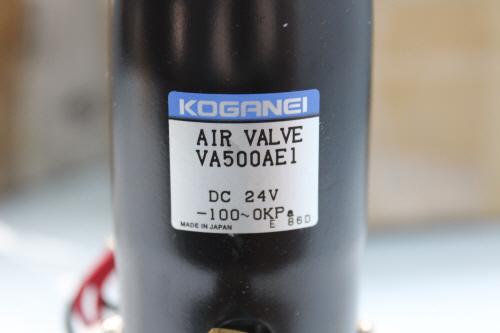 KOGANEI
AIR VALVE
VA500AE1
DC 24V
-100~0KPa
MADE IN JAPAN E 86D